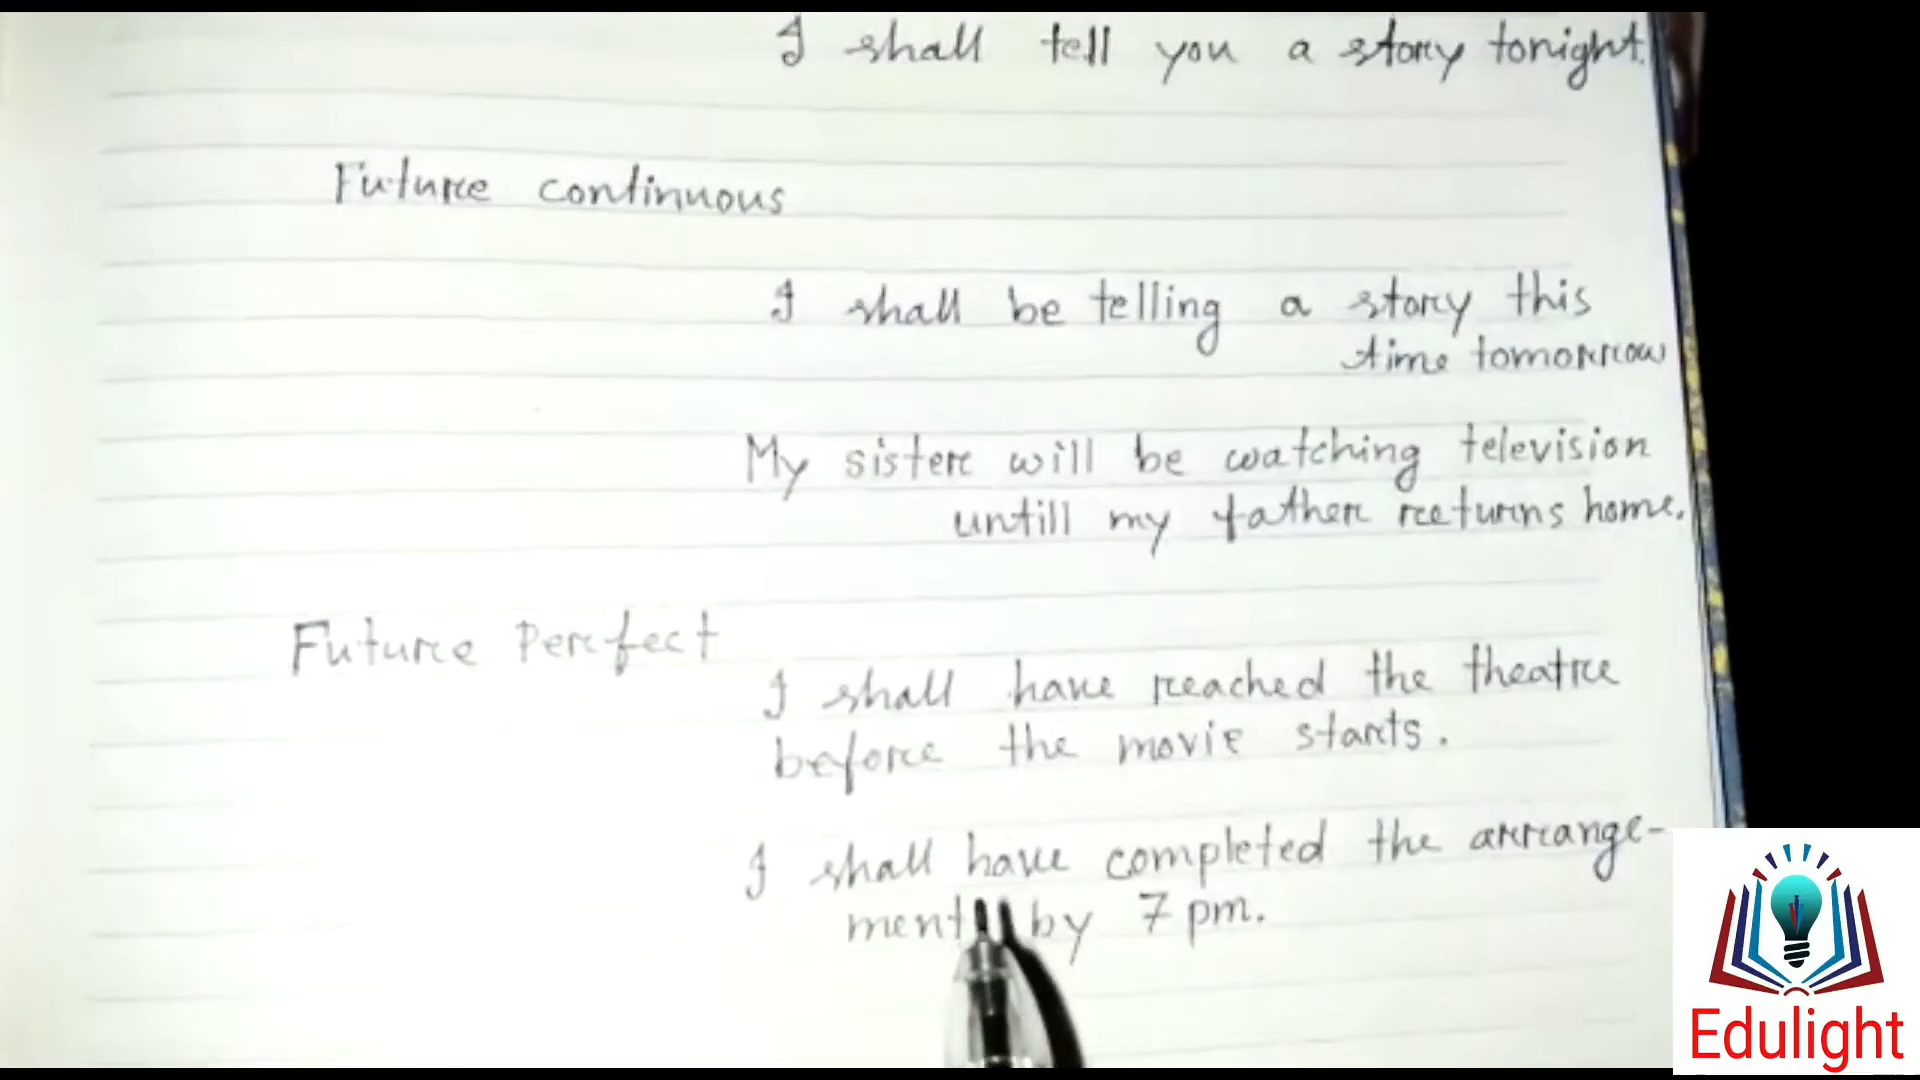 I shall tell you a story tonight.
Future continuous
I shall be telling a story this
time tomorrow
My sister will be watching television
untill my father returns home.
Future Perfect
I shall have reached the theatre
before the movie starts.
I shall have completed the arrange-
ment by 7 pm.
Edulight